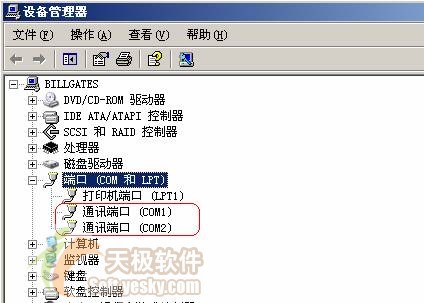 设备管理器
文件(F) 操作(A) 查看(V) 帮助(H)
BILLGATES
DVD/CD-ROM 驱动器
IDE ATA/ATAPI 控制器
SCSI 和 RAID 控制器
处理器
磁盘驱动器
端口 (COM 和 LPT)
打印机端口 (LPT1)
通讯端口 (COM1)
通讯端口 (COM2)
计算机
监视器
键盘
天极软件
软盘控制器